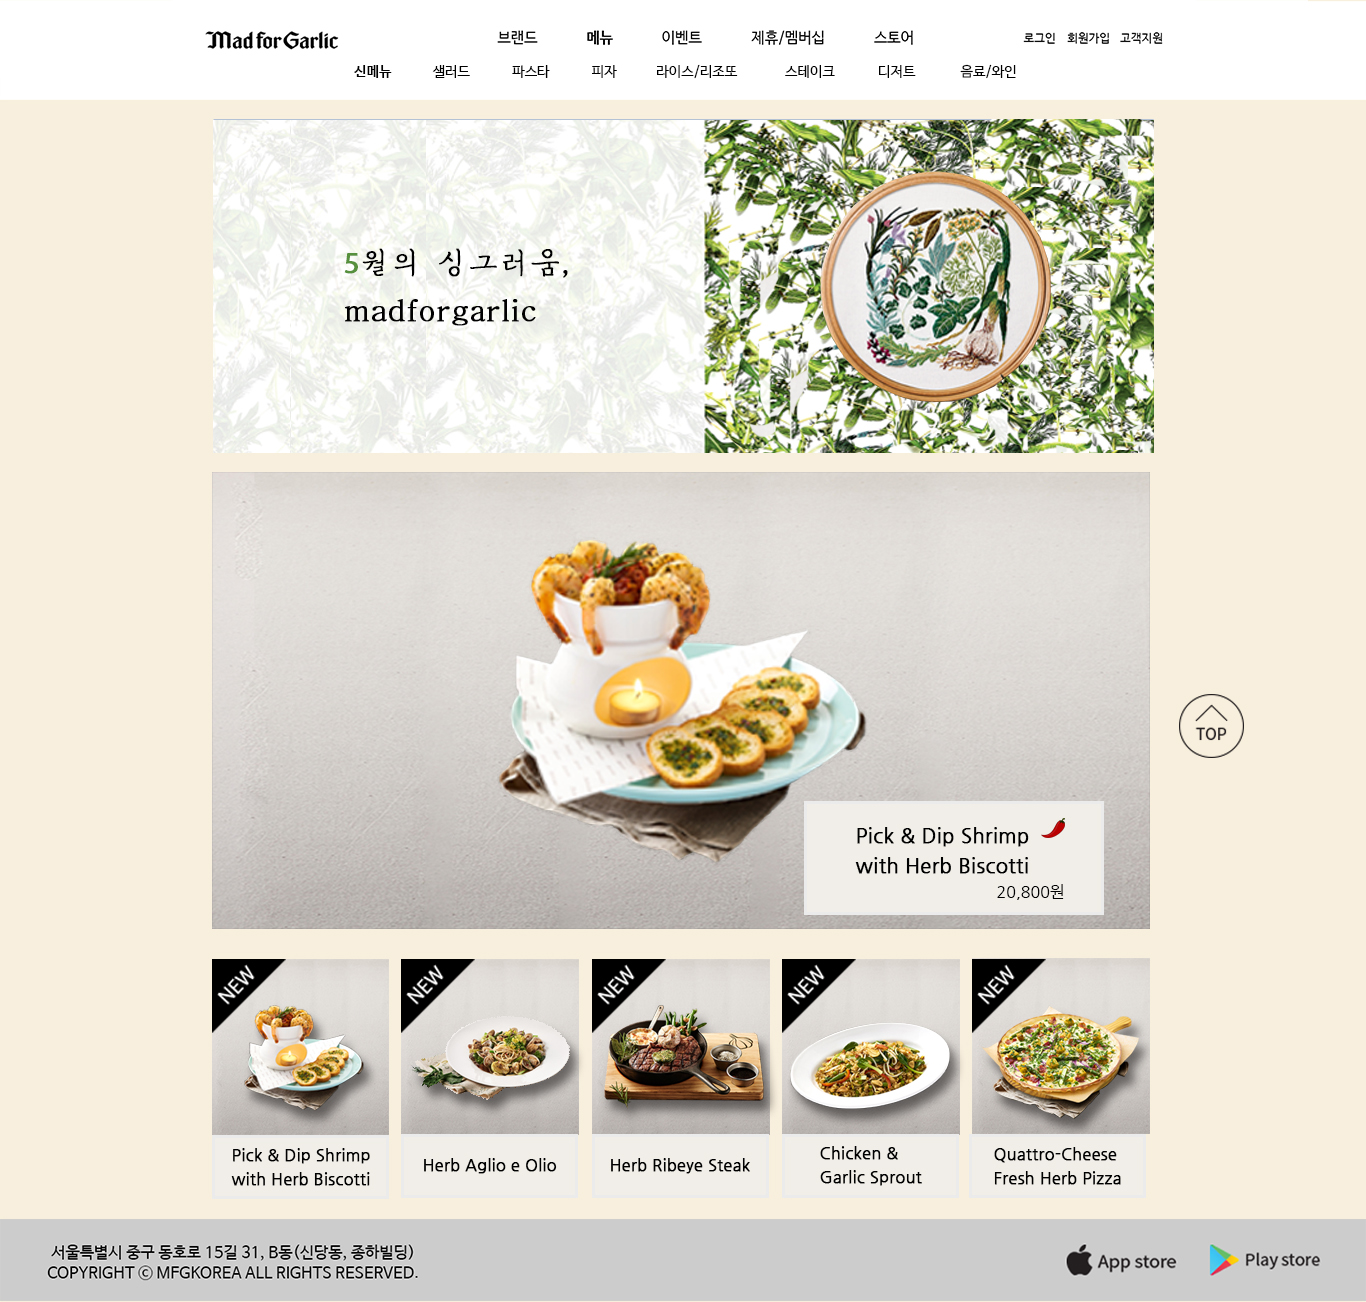 Mad for Garlic
브랜드 메뉴 이벤트 제휴/멤버십 스토어
로그인 회원가입 고객지원
신메뉴 샐러드 파스타 피자 라이스/리조또 스테이크 디저트 음료/와인
5월의 싱그러움,
madforgarlic
TOP
Pick & Dip Shrimp
with Herb Biscotti
20,800원
NEW
Pick & Dip Shrimp
with Herb Biscotti
NEW
Herb Aglio e Olio
NEW
Herb Ribeye Steak
NEW
Chicken &
Garlic Sprout
NEW
Quattro-Cheese
Fresh Herb Pizza
서울특별시 중구 동호로 15길 31, B동(신당동, 종하빌딩)
COPYRIGHT ⓒ MFGKOREA ALL RIGHTS RESERVED.
App store
Play store